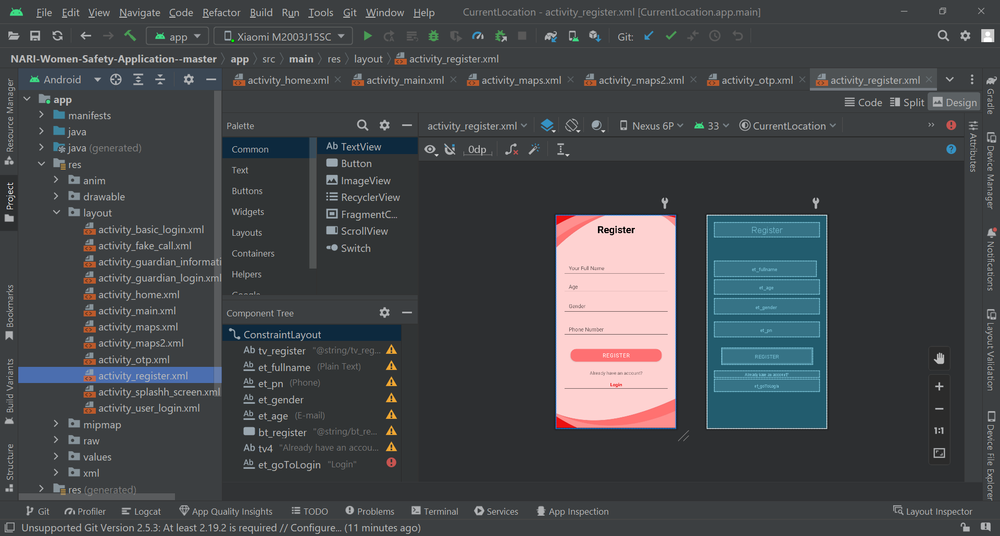 File Edit View Navigate Code Refactor Build Run Tools Git Window Help CurrentLocation - activity_register.xml [CurrentLocation.app.main]
app Xiaomi M2003J15SC Git:
NARI-Women-Safety-Application--master app src main res layout activity_register.xml
Android
activity_home.xml activity_main.xml activity_maps.xml activity_maps2.xml activity_otp.xml activity_register.xml
Code Split Design
Resource Manager
Project
Bookmarks
Build Variants
Structure
app
manifests
java
java (generated)
res
anim
drawable
layout
activity_basic_login.xml
activity_fake_call.xml
activity_guardian_informati
activity_guardian_login.xml
activity_home.xml
activity_main.xml
activity_maps.xml
activity_maps2.xml
activity_otp.xml
activity_register.xml
activity_splashh_screen.xml
activity_user_login.xml
mipmap
raw
values
xml
res (generated)
Palette
Common
Text
Buttons
Widgets
Layouts
Containers
Helpers
Google
Ab TextView
Button
ImageView
RecyclerView
FragmentC...
ScrollView
Switch
Component Tree
ConstraintLayout
Ab tv_register "@string/tv_reg...
Ab et_fullname (Plain Text)
Ab et_pn (Phone)
Ab et_gender
Ab et_age (E-mail)
bt_register "@string/bt_re...
Ab tv4 "Already have an accou...
Ab et_goToLogin "Login"
activity_register.xml Nexus 6P 33 CurrentLocation
0dp
Register
Your Full Name
Age
Gender
Phone Number
REGISTER
Already have an account?
Login
Register
et_fullname
et_age
et_gender
et_pn
REGISTER
Already have an account?
et_goToLogin
1:1
Attributes
Gradle
Device Manager
Notifications
Layout Validation
Device File Explorer
Git Profiler Logcat App Quality Insights TODO Problems Terminal Services App Inspection Layout Inspector
Unsupported Git Version 2.5.3: At least 2.19.2 is required // Configure... (11 minutes ago)